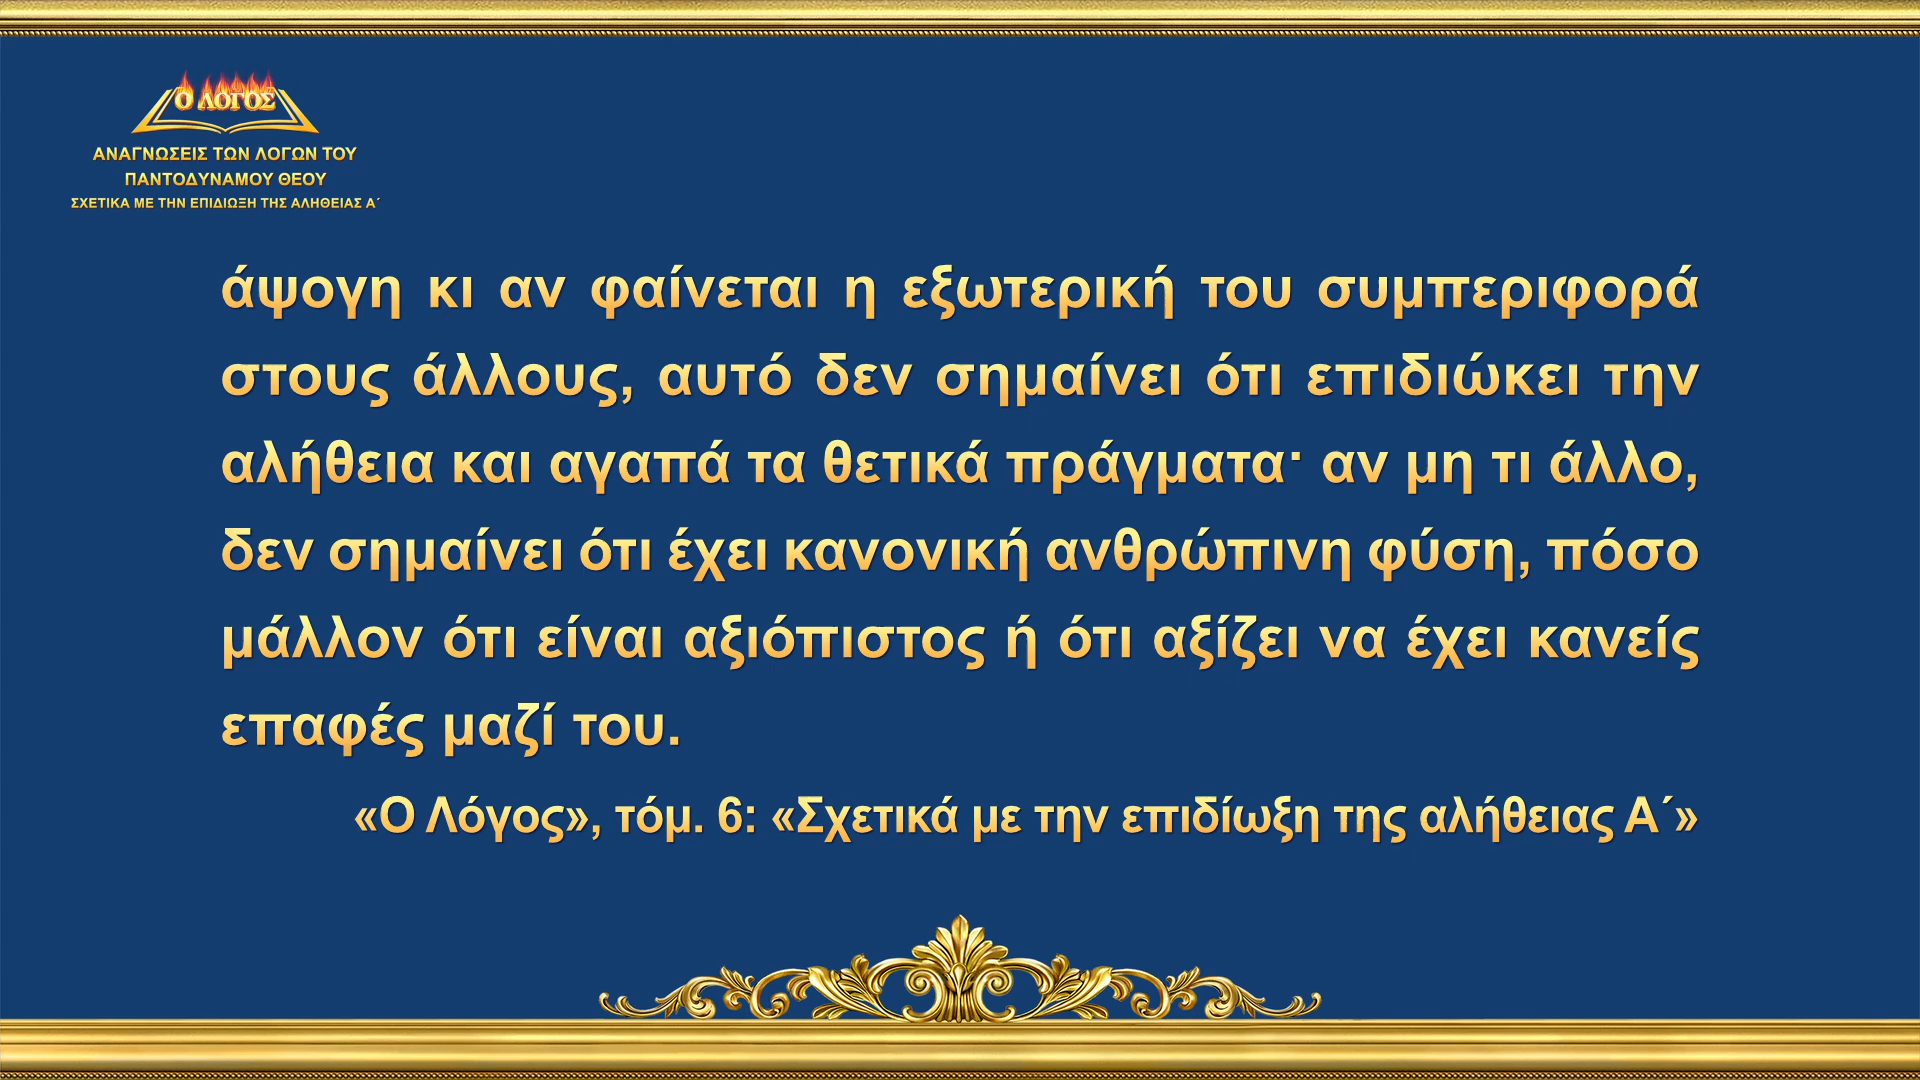 Ο ΛΟΓΟΣ
ΑΝΑΓΝΩΣΕΙΣ ΤΩΝ ΛΟΓΩΝ ΤΟΥ
ΠΑΝΤΟΔΥΝΑΜΟΥ ΘΕΟΥ
ΣΧΕΤΙΚΑ ΜΕ ΤΗΝ ΕΠΙΔΙΩΞΗ ΤΗΣ ΑΛΗΘΕΙΑΣ Α΄
άψογη κι αν φαίνεται η εξωτερική του συμπεριφορά
στους άλλους, αυτό δεν σημαίνει ότι επιδιώκει την
αλήθεια και αγαπά τα θετικά πράγματα· αν μη τι άλλο,
δεν σημαίνει ότι έχει κανονική ανθρώπινη φύση, πόσο
μάλλον ότι είναι αξιόπιστος ή ότι αξίζει να έχει κανείς
επαφές μαζί του.
«Ο Λόγος», τόμ. 6: «Σχετικά με την επιδίωξη της αλήθειας Α΄»